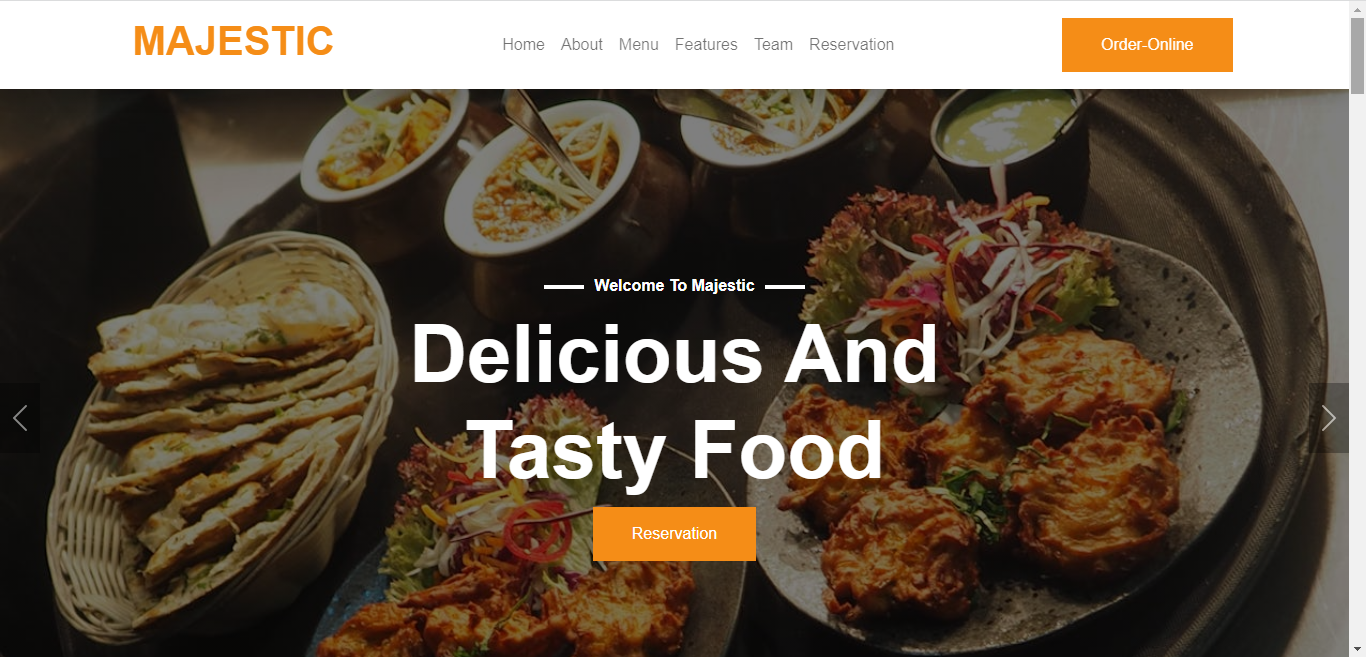 MAJESTIC
Home About Menu Features Team Reservation
Order-Online
Welcome To Majestic
Delicious And
Tasty Food
Reservation